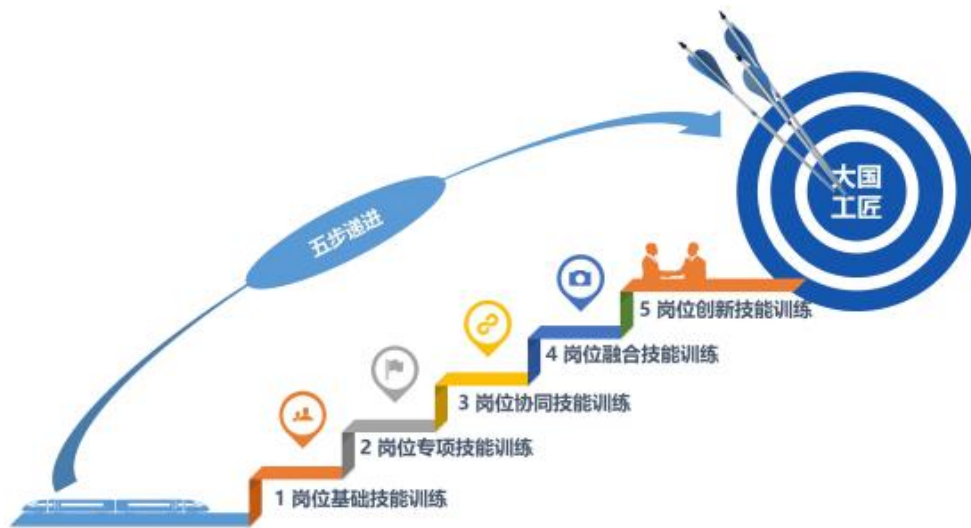 大国
工匠
五步递进
5 岗位创新技能训练
4 岗位融合技能训练
3 岗位协同技能训练
2 岗位专项技能训练
1 岗位基础技能训练